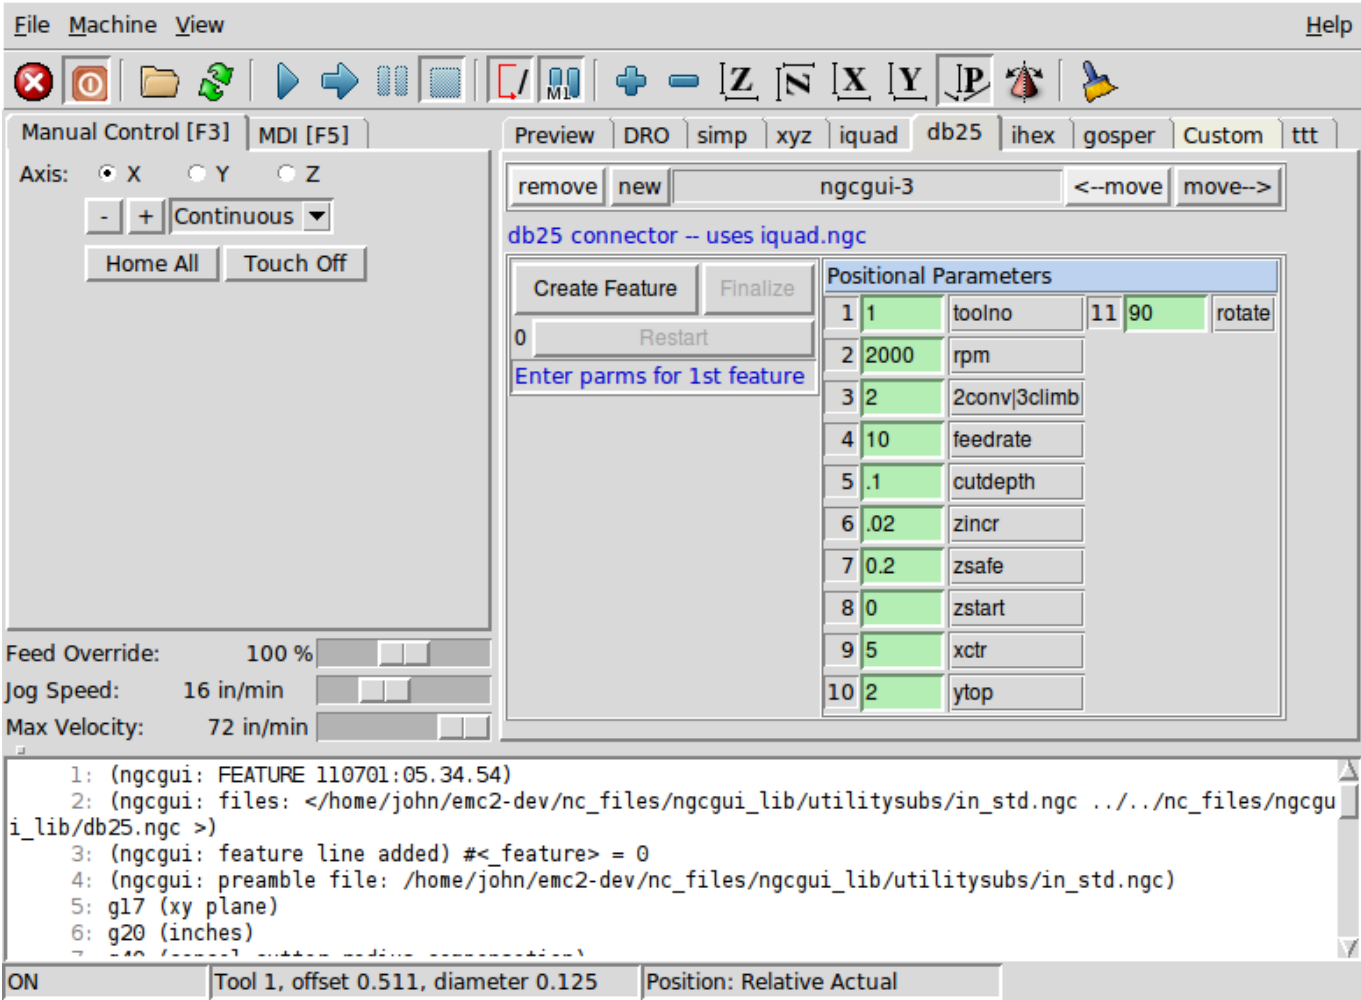 File Machine View Help
M1 Z N X Y P
Manual Control [F3] MDI [F5]
Preview DRO simp xyz iquad db25 ihex gosper Custom ttt
Axis: X Y Z
- + Continuous
Home All Touch Off
remove new ngcgui-3 <--move move-->
db25 connector -- uses iquad.ngc
Create Feature Finalize
0 Restart
Enter parms for 1st feature
Positional Parameters
1 1 toolno 11 90 rotate
2 2000 rpm
3 2 2conv|3climb
4 10 feedrate
5 .1 cutdepth
6 .02 zincr
7 0.2 zsafe
8 0 zstart
9 5 xctr
10 2 ytop
Feed Override: 100 %
Jog Speed: 16 in/min
Max Velocity: 72 in/min
1: (ngcgui: FEATURE 110701:05.34.54)
2: (ngcgui: files: </home/john/emc2-dev/nc_files/ngcgui_lib/utilitysubs/in_std.ngc ../../nc_files/ngcgu
i_lib/db25.ngc >)
3: (ngcgui: feature line added) #<_feature> = 0
4: (ngcgui: preamble file: /home/john/emc2-dev/nc_files/ngcgui_lib/utilitysubs/in_std.ngc)
5: g17 (xy plane)
6: g20 (inches)
ON Tool 1, offset 0.511, diameter 0.125 Position: Relative Actual